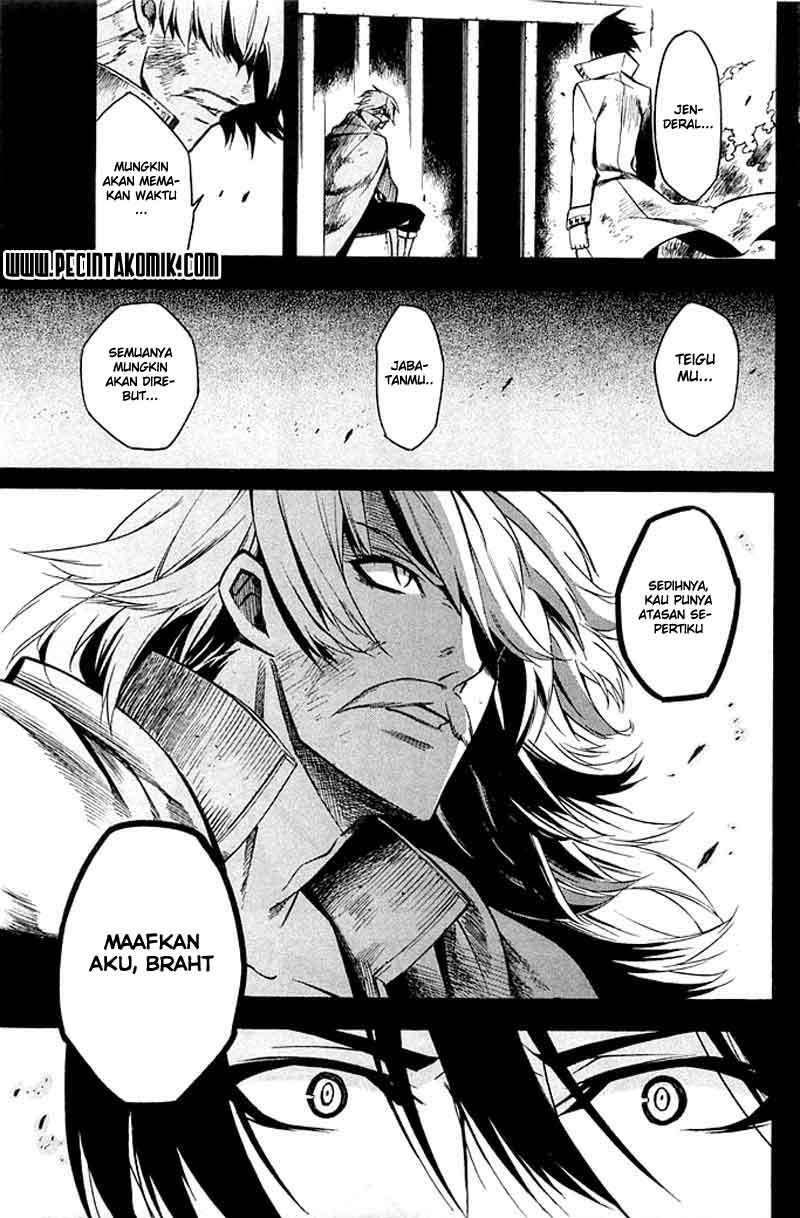 JEN-
DERAL...
MUNGKIN
AKAN MEMA-
KAN WAKTU
...
WWW.PECINTAKOMIK.COM
TEIGU
MU...
JABA-
TANMU..
SEMUANYA
MUNGKIN
AKAN DIRE-
BUT...
SEDIHNYA,
KAU PUNYA
ATASAN SE-
PERTIKU
MAAFKAN
AKU, BRAHT